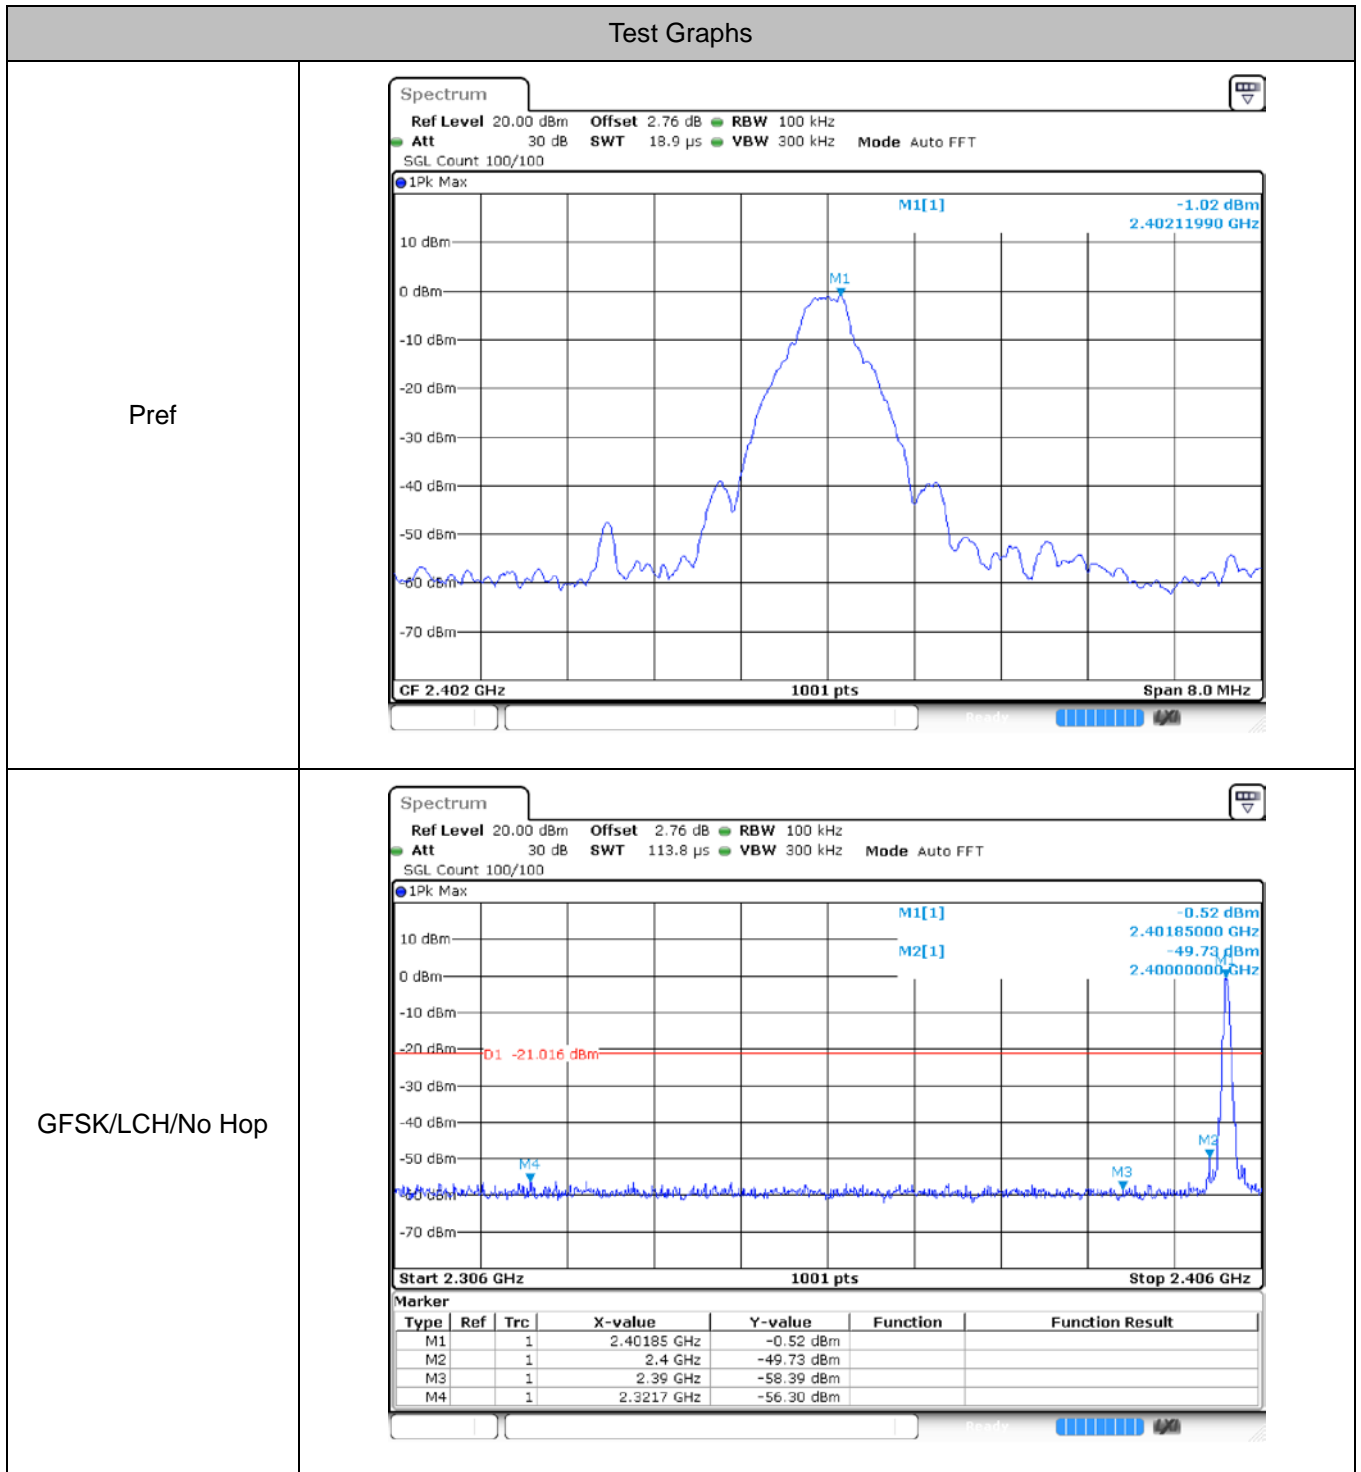 Test Graphs
Pref
Spectrum
Ref Level 20.00 dBm Offset 2.76 dB RBW 100 kHz
Att 30 dB SWT 18.9 µs VBW 300 kHz Mode Auto FFT
SGL Count 100/100
1Pk Max
M1[1] -1.02 dBm
2.40211990 GHz
10 dBm
M1
0 dBm
-10 dBm
-20 dBm
-30 dBm
-40 dBm
-50 dBm
-60 dBm
-70 dBm
CF 2.402 GHz 1001 pts Span 8.0 MHz
Ready
GFSK/LCH/No Hop
Spectrum
Ref Level 20.00 dBm Offset 2.76 dB RBW 100 kHz
Att 30 dB SWT 113.8 µs VBW 300 kHz Mode Auto FFT
SGL Count 100/100
1Pk Max
M1[1] -0.52 dBm
2.40185000 GHz
10 dBm
M2[1] -49.73 dBm
M1
0 dBm
2.40000000 GHz
-10 dBm
-20 dBm
D1 -21.016 dBm
-30 dBm
-40 dBm
M2
-50 dBm
M4
M3
-60 dBm
-70 dBm
Start 2.306 GHz 1001 pts Stop 2.406 GHz
Marker
Type Ref Trc X-value Y-value Function Function Result
M1 1 2.40185 GHz -0.52 dBm
M2 1 2.4 GHz -49.73 dBm
M3 1 2.39 GHz -58.39 dBm
M4 1 2.3217 GHz -56.30 dBm
Ready